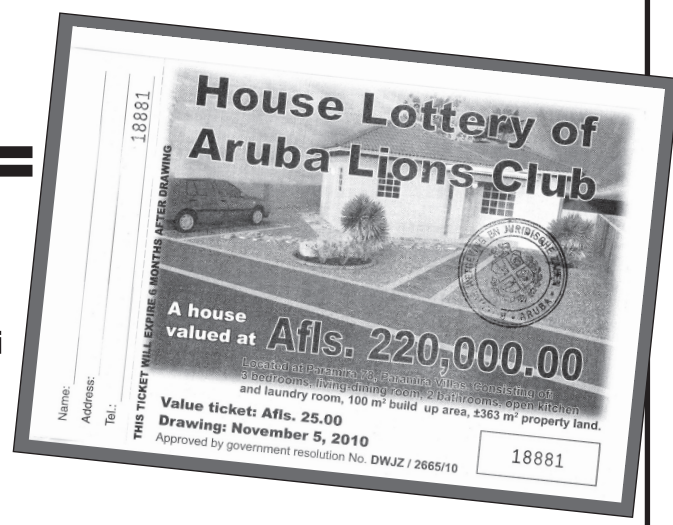 Name:
Address:
Tel.:
18881
THIS TICKET WILL EXPIRE 6 MONTHS AFTER DRAWING
House Lottery of
Aruba Lions Club
JURIDISCHE
ARUBA
A house
valued at Afls. 220,000.00
Located at Paramira 78, Paramira Villas. Consisting of:
3 bedrooms, living-dining room, 2 bathrooms, open kitchen
and laundry room, 100 m² build up area, ±363 m² property land.
Value ticket: Afls. 25.00
Drawing: November 5, 2010
Approved by government resolution No. DWJZ / 2665/10
18881
i